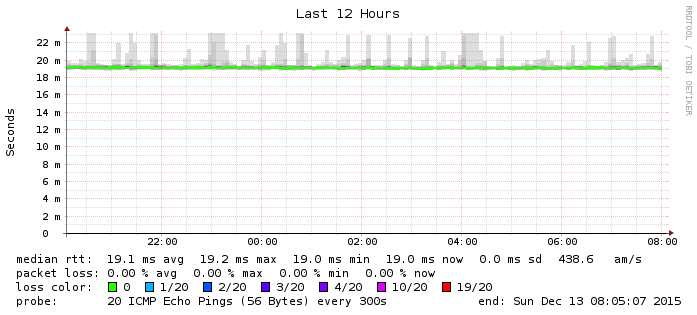 Last 12 Hours
RRDTOOL / TOBI OETIKER
Seconds
22 m
20 m
18 m
16 m
14 m
12 m
10 m
8 m
6 m
4 m
2 m
0
22:00 00:00 02:00 04:00 06:00 08:00
median rtt: 19.1 ms avg 19.2 ms max 19.0 ms min 19.0 ms now 0.0 ms sd 438.6 am/s
packet loss: 0.00 % avg 0.00 % max 0.00 % min 0.00 % now
loss color: 0 1/20 2/20 3/20 4/20 10/20 19/20
probe: 20 ICMP Echo Pings (56 Bytes) every 300s end: Sun Dec 13 08:05:07 2015